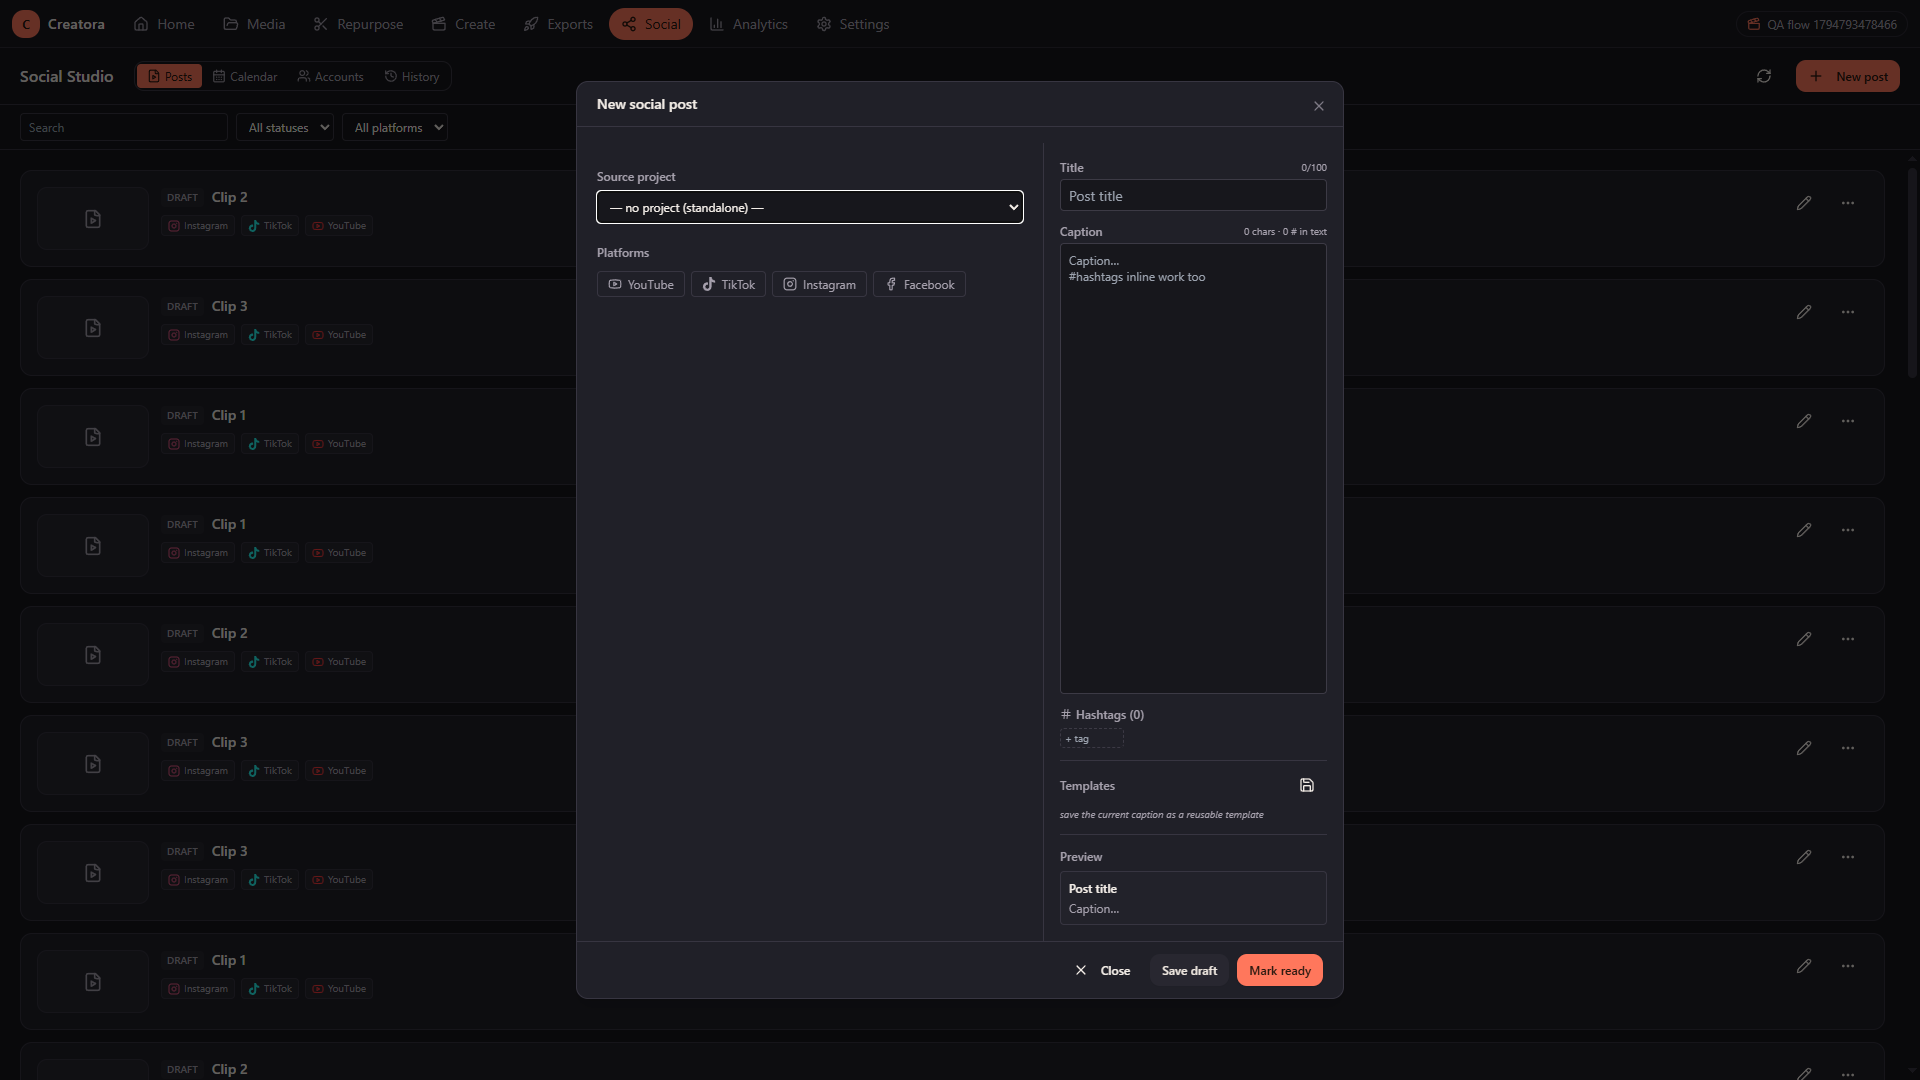 C Creatora Home Media Repurpose Create Exports Social Analytics Settings QA flow 1794793478466
Social Studio Posts Calendar Accounts History New post
Search All statuses All platforms
DRAFT Clip 2
Instagram TikTok YouTube
DRAFT Clip 3
Instagram TikTok YouTube
DRAFT Clip 1
Instagram TikTok YouTube
DRAFT Clip 1
Instagram TikTok YouTube
DRAFT Clip 2
Instagram TikTok YouTube
DRAFT Clip 3
Instagram TikTok YouTube
DRAFT Clip 3
Instagram TikTok YouTube
DRAFT Clip 1
Instagram TikTok YouTube
DRAFT Clip 2
New social post
Source project
— no project (standalone) —
Platforms
YouTube TikTok Instagram Facebook
Title 0/100
Post title
Caption 0 chars · 0 # in text
Caption...
#hashtags inline work too
# Hashtags (0)
+ tag
Templates
save the current caption as a reusable template
Preview
Post title
Caption...
Close Save draft Mark ready